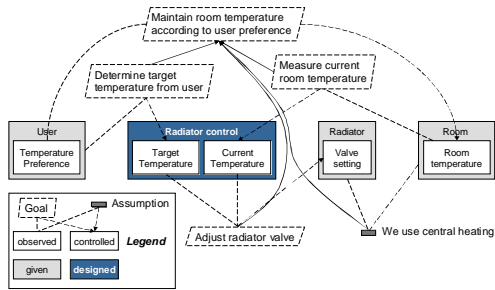 Maintain room temperature
according to user preference
Determine target
temperature from user
Measure current
room temperature
User
Temperature
Preference
Radiator control
Target
Temperature
Current
Temperature
Radiator
Valve
setting
Room
Room
temperature
Goal
Assumption
observed
controlled
Legend
given
designed
Adjust radiator valve
We use central heating